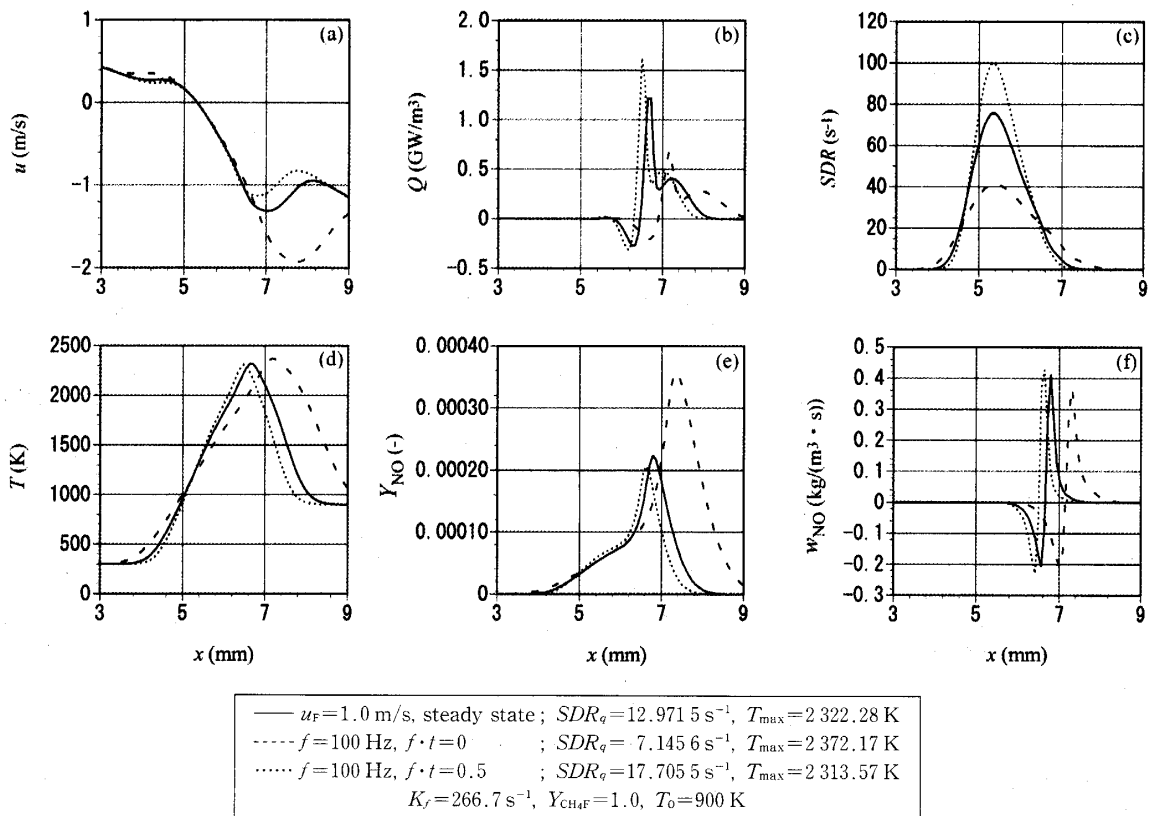 (a)
1
0
−1
−2
u (m/s)
3 5 7 9
(b)
2.0
1.5
1.0
0.5
0
−0.5
Q (GW/m³)
3 5 7 9
(c)
120
100
80
60
40
20
0
SDR (s⁻¹)
3 5 7 9
(d)
2500
2000
1500
1000
500
0
T (K)
3 5 7 9
x (mm)
(e)
0.00040
0.00030
0.00020
0.00010
0
Y_NO (-)
3 5 7 9
x (mm)
(f)
0.5
0.4
0.3
0.2
0.1
0
−0.1
−0.2
−0.3
w_NO (kg/(m³・s))
3 5 7 9
x (mm)
u_F=1.0 m/s, steady state ; SDR_q=12.971 5 s⁻¹, T_max=2 322.28 K
f=100 Hz, f・t=0 ; SDR_q= 7.145 6 s⁻¹, T_max=2 372.17 K
f=100 Hz, f・t=0.5 ; SDR_q=17.705 5 s⁻¹, T_max=2 313.57 K
K_f=266.7 s⁻¹, Y_CH₄F=1.0, T_o=900 K